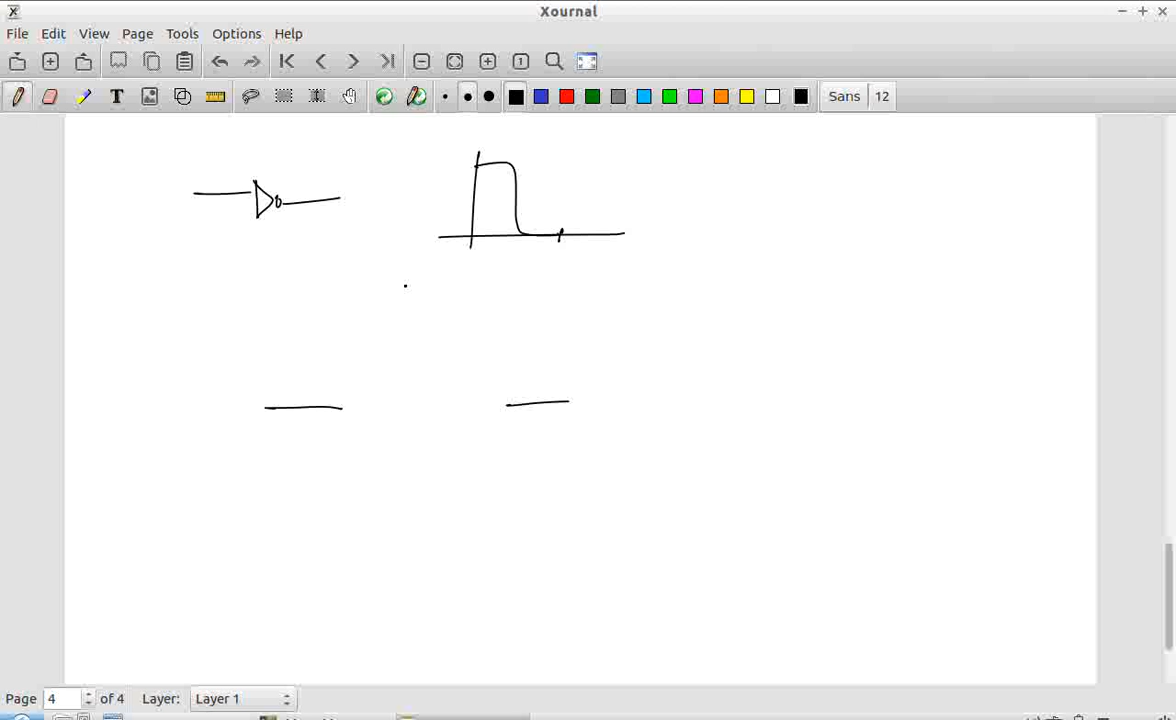 Xournal
File Edit View Page Tools Options Help
Sans 12
Page 4 of 4 Layer: Layer 1